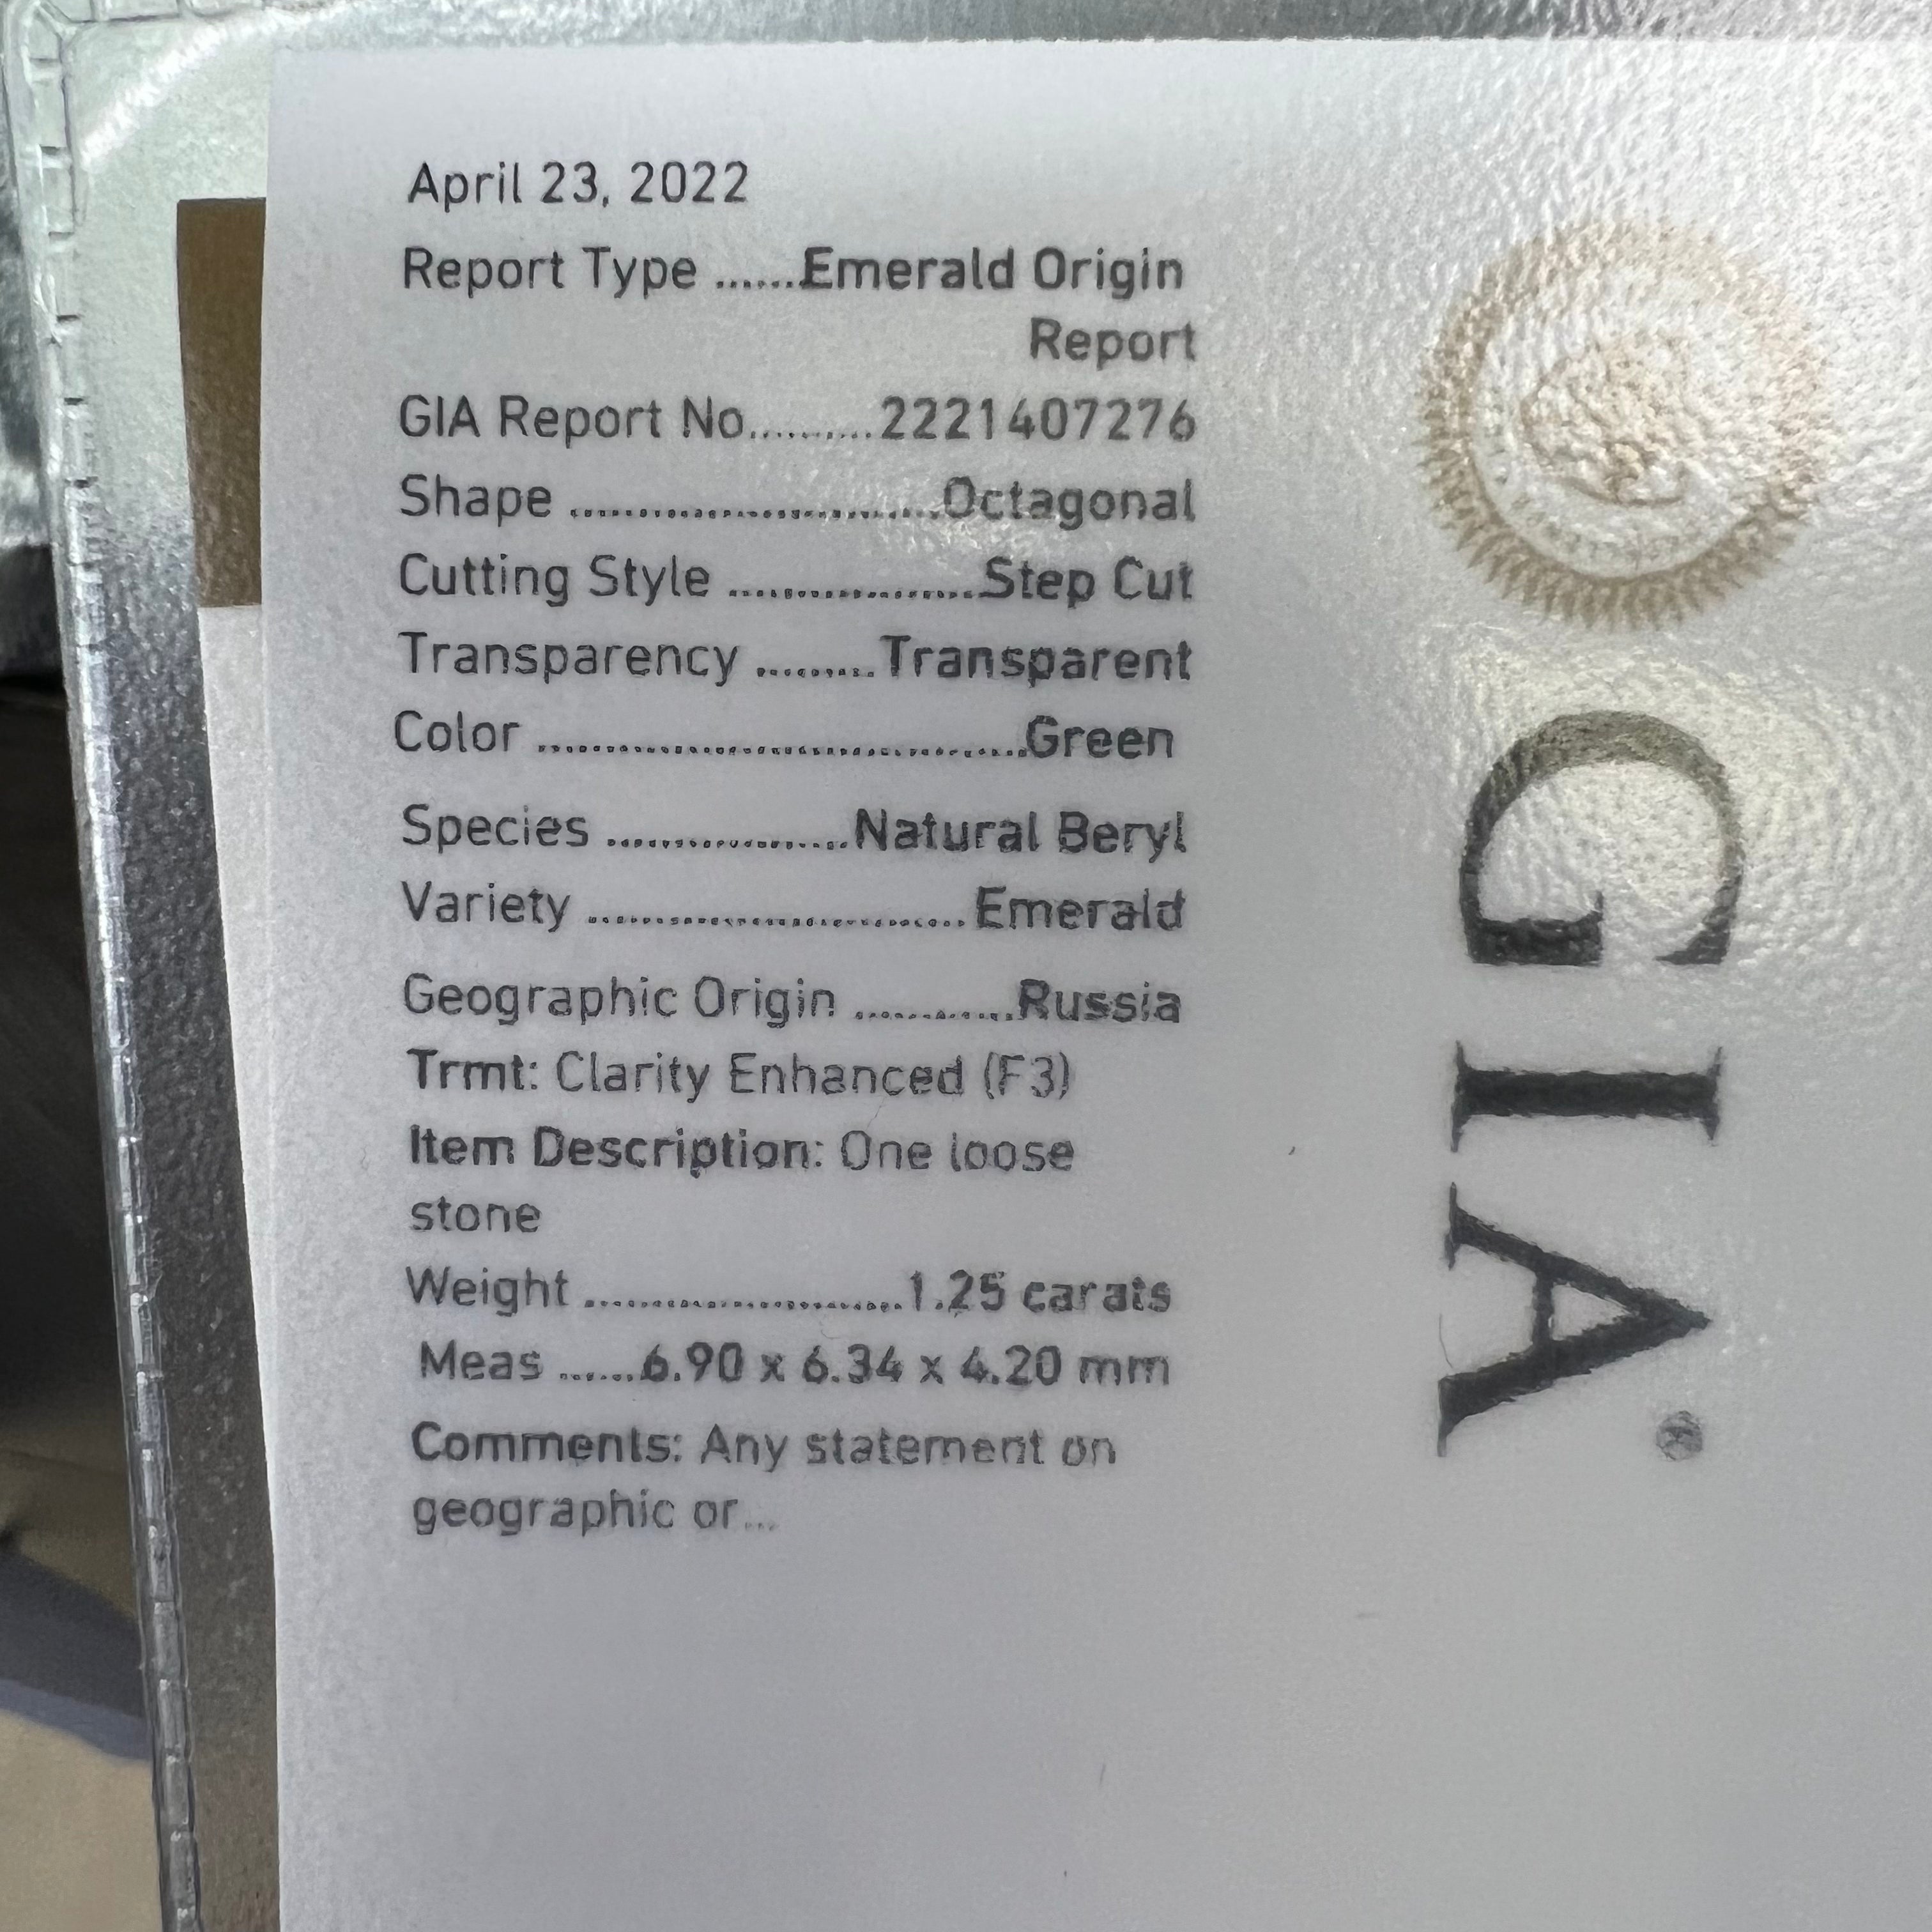 April 23, 2022
Report Type ......Emerald Origin
Report
GIA Report No..........2221407276
Shape ................................Octagonal
Cutting Style ......................Step Cut
Transparency .........Transparent
Color .........................................Green
Species .....................Natural Beryl
Variety ................................Emerald
Geographic Origin ............Russia
Trmt: Clarity Enhanced (F3)
Item Description: One loose
stone
Weight ...........................1.25 carats
Meas ......6.90 x 6.34 x 4.20 mm
Comments: Any statement on
geographic or...
GIA